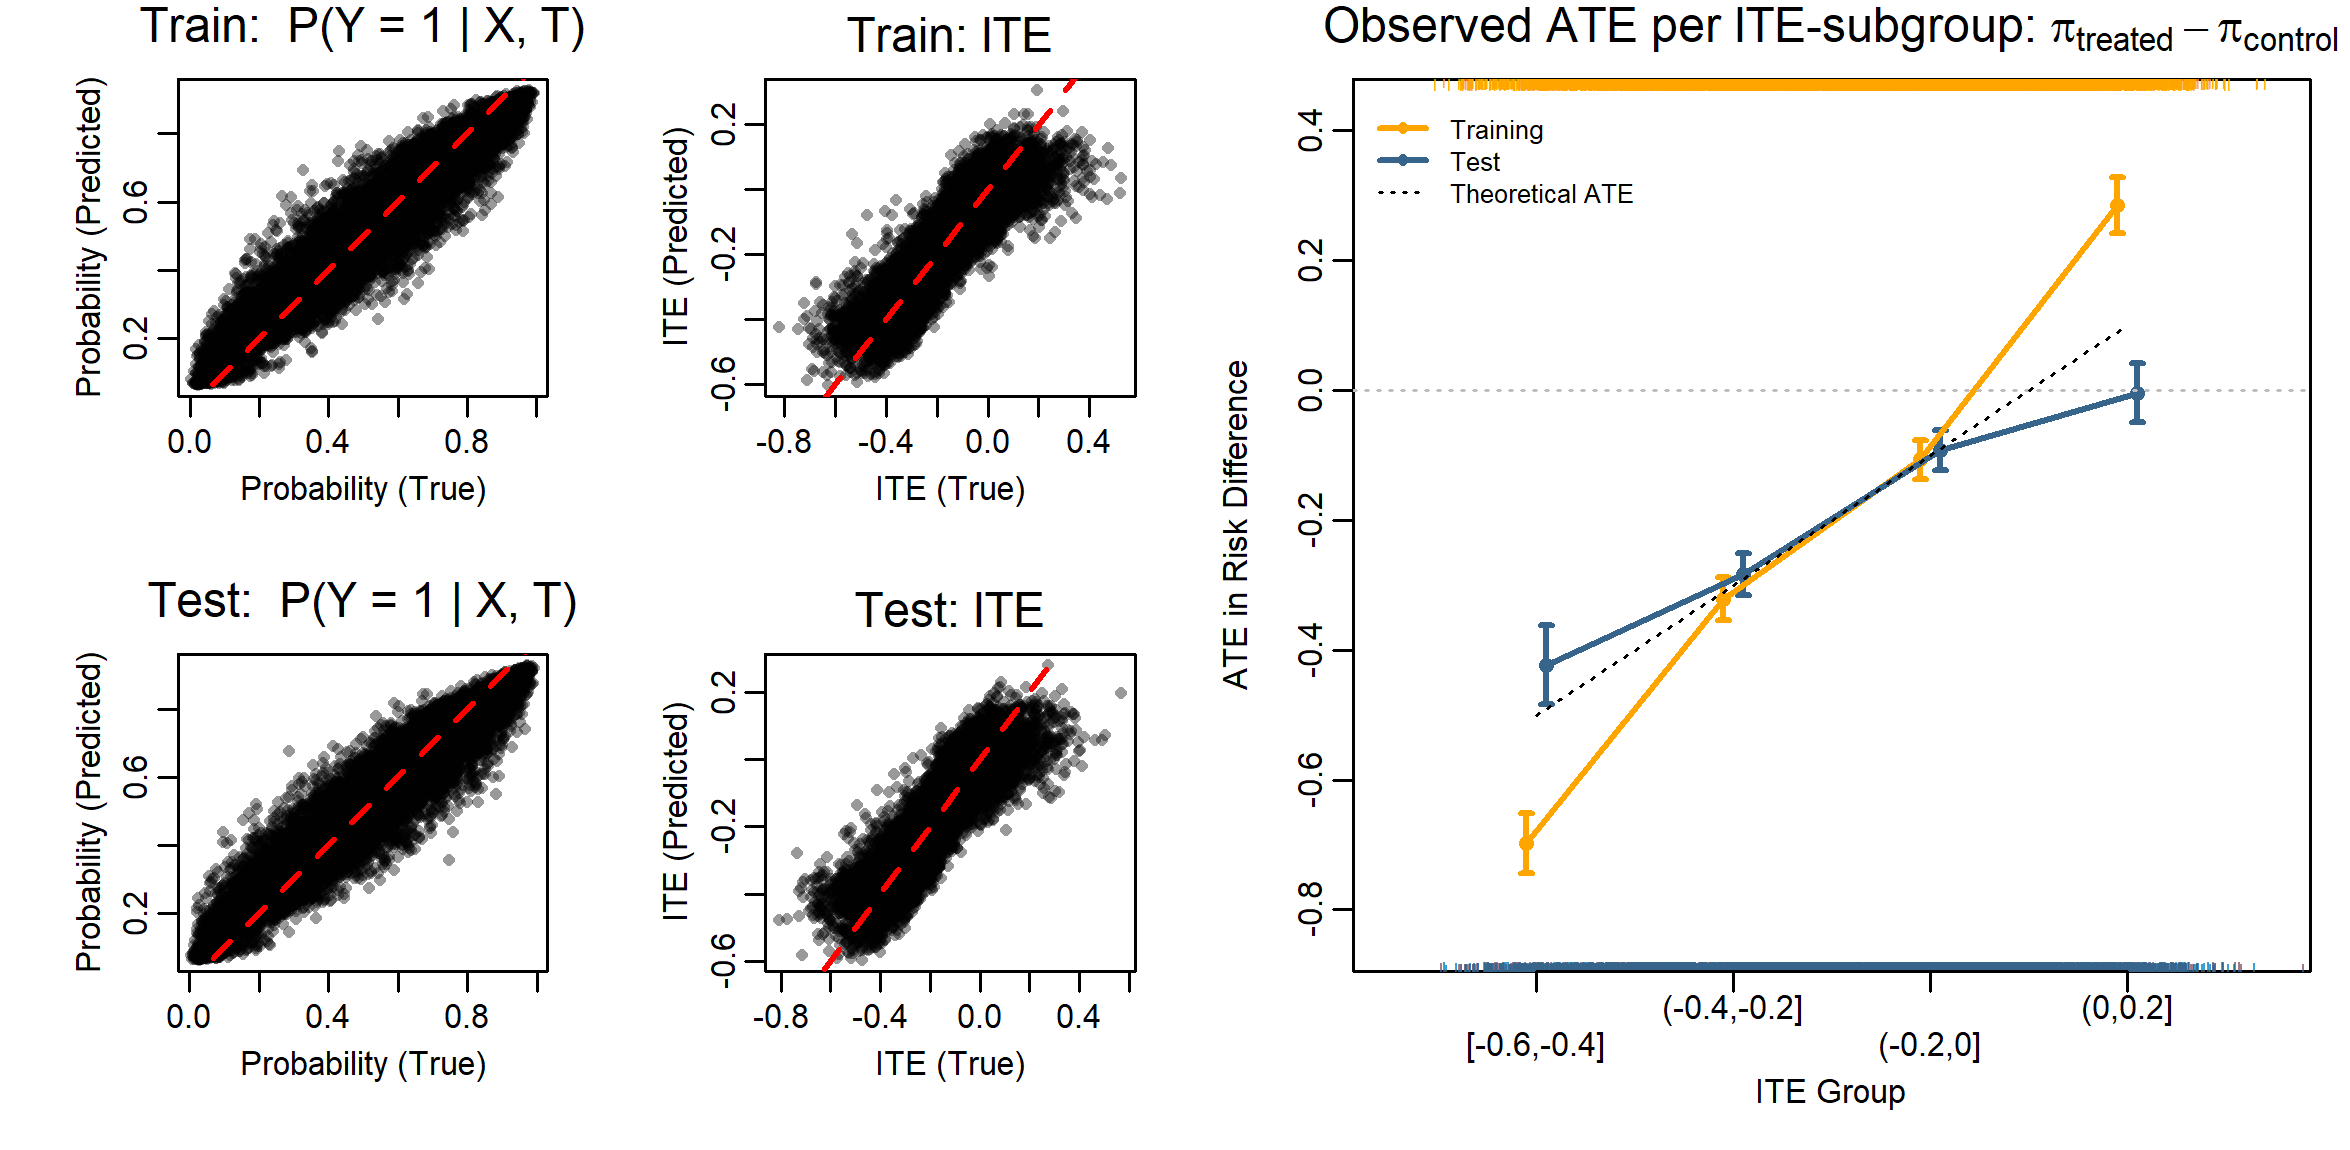 Train:  P(Y = 1 | X, T)
Probability (Predicted)
0.2
0.6
0.0
0.4
0.8
Probability (True)
Train: ITE
ITE (Predicted)
-0.6
-0.2
0.2
-0.8
-0.4
0.0
0.4
ITE (True)
Test:  P(Y = 1 | X, T)
Probability (Predicted)
0.2
0.6
0.0
0.4
0.8
Probability (True)
Test: ITE
ITE (Predicted)
-0.6
-0.2
0.2
-0.8
-0.4
0.0
0.4
ITE (True)
Observed ATE per ITE-subgroup: πtreated − πcontrol
Training
Test
Theoretical ATE
ATE in Risk Difference
0.4
0.2
0.0
-0.2
-0.4
-0.6
-0.8
[-0.6,-0.4]
(-0.4,-0.2]
(-0.2,0]
(0,0.2]
ITE Group